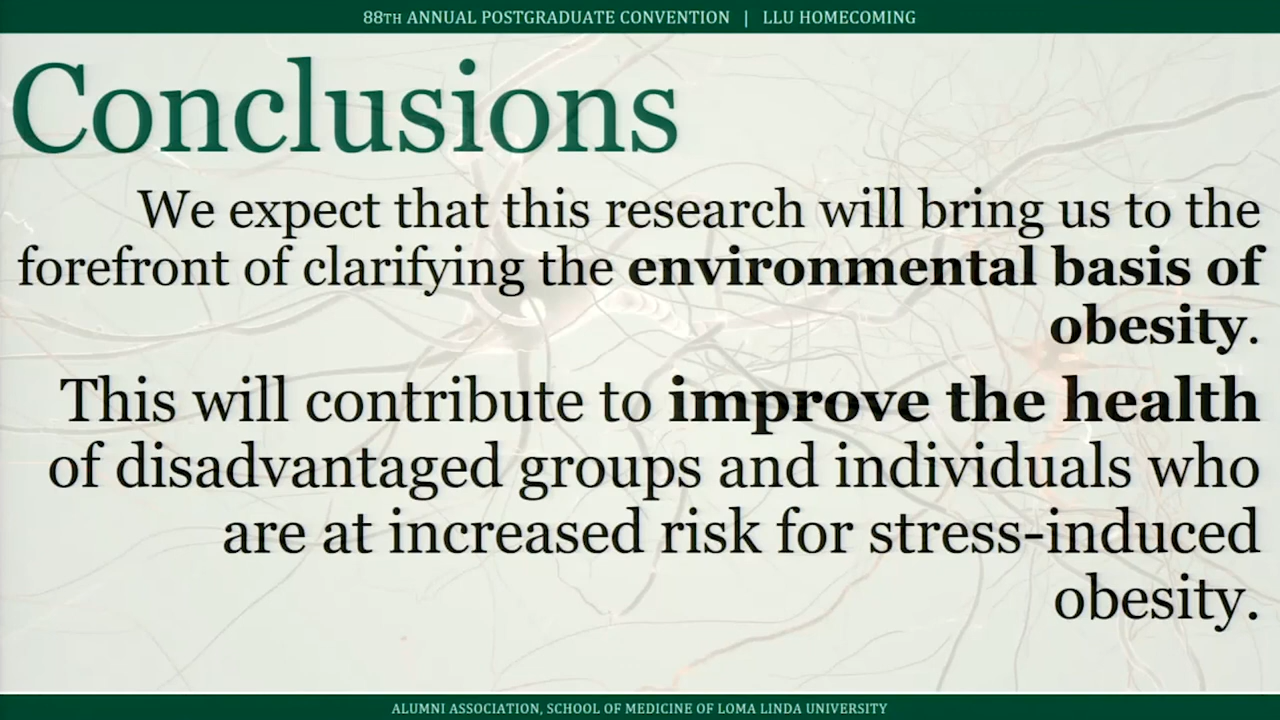 88TH ANNUAL POSTGRADUATE CONVENTION | LLU HOMECOMING
Conclusions
We expect that this research will bring us to the
forefront of clarifying the environmental basis of
obesity.
This will contribute to improve the health
of disadvantaged groups and individuals who
are at increased risk for stress-induced
obesity.
ALUMNI ASSOCIATION, SCHOOL OF MEDICINE OF LOMA LINDA UNIVERSITY